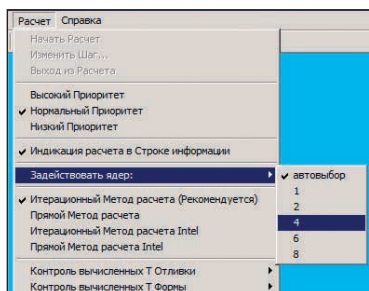 Расчет Справка
Начать Расчет
Изменить Шаг...
Выход из Расчета
Высокий Приоритет
Нормальный Приоритет
Низкий Приоритет
Индикация расчета в Строке информации
Задействовать ядер:
автовыбор
1
2
4
6
8
Итерационный Метод расчета (Рекомендуется)
Прямой Метод расчета
Итерационный Метод расчета Intel
Прямой Метод расчета Intel
Контроль вычисленных Т Отливки
Контроль вычисленных Т Формы